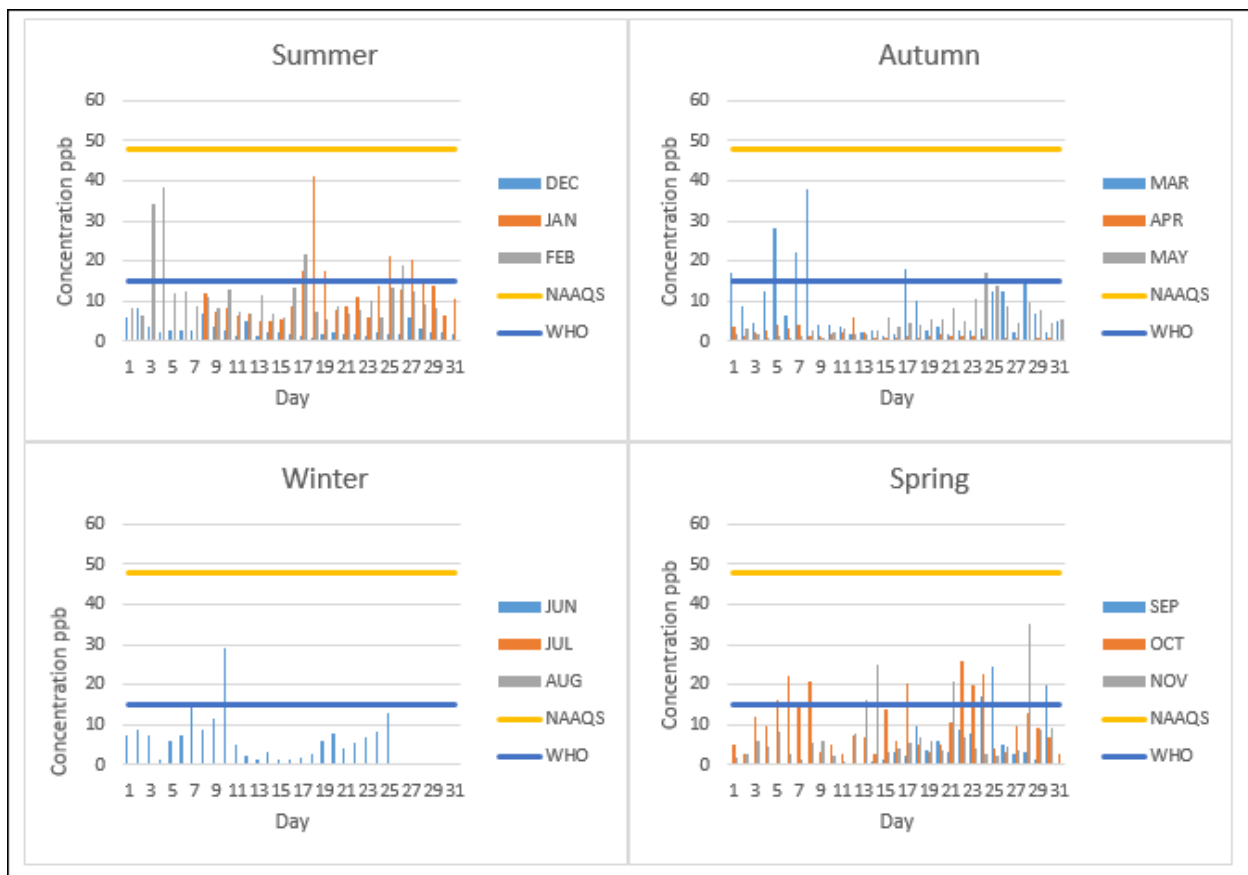 Summer
60
50
40
30
20
10
0
Concentration ppb
1 3 5 7 9 11 13 15 17 19 21 23 25 27 29 31
Day
DEC
JAN
FEB
NAAQS
WHO
Autumn
60
50
40
30
20
10
0
Concentration ppb
1 3 5 7 9 11 13 15 17 19 21 23 25 27 29 31
Day
MAR
APR
MAY
NAAQS
WHO
Winter
60
50
40
30
20
10
0
Concentration ppb
1 3 5 7 9 11 13 15 17 19 21 23 25 27 29 31
Day
JUN
JUL
AUG
NAAQS
WHO
Spring
60
50
40
30
20
10
0
Concentration ppb
1 3 5 7 9 11 13 15 17 19 21 23 25 27 29 31
Day
SEP
OCT
NOV
NAAQS
WHO